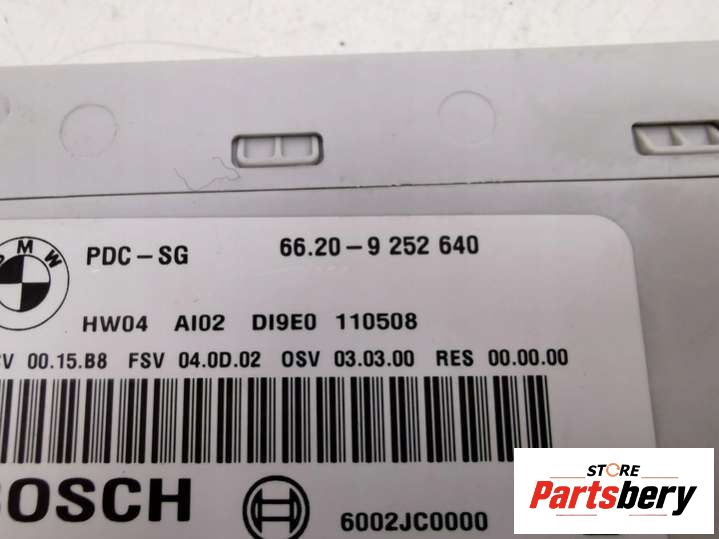 BMW
PDC-SG 66.20-9 252 640
HW04 AI02 DI9E0 110508
V 00.15.B8 FSV 04.0D.02 OSV 03.03.00 RES 00.00.00
BOSCH
6002JC0000
STORE
Partsbery